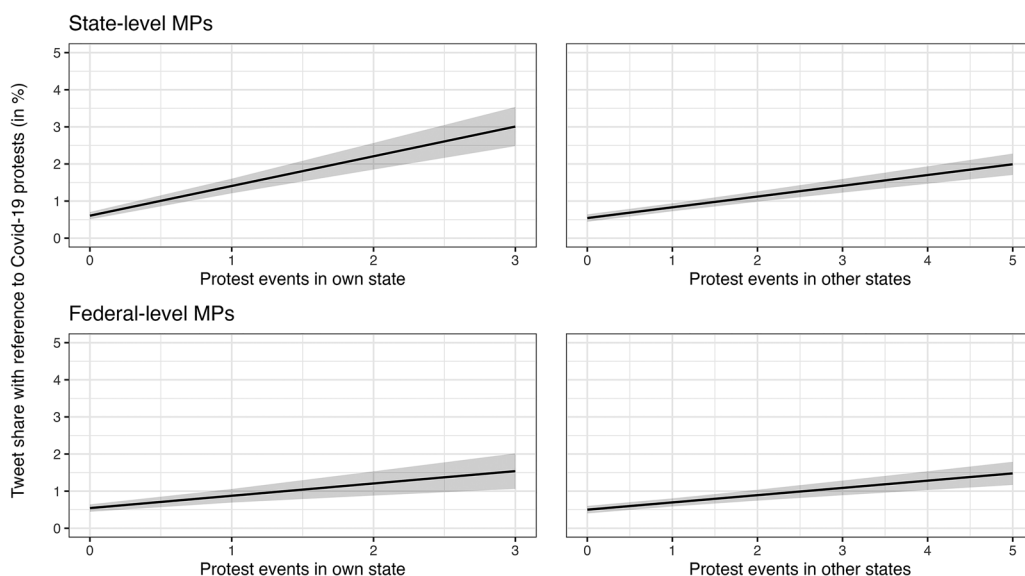 State-level MPs
Tweet share with reference to Covid-19 protests (in %)
5
4
3
2
1
0
0 1 2 3
0 1 2 3 4 5
Protest events in own state
Protest events in other states
Federal-level MPs
5
4
3
2
1
0
0 1 2 3
0 1 2 3 4 5
Protest events in own state
Protest events in other states